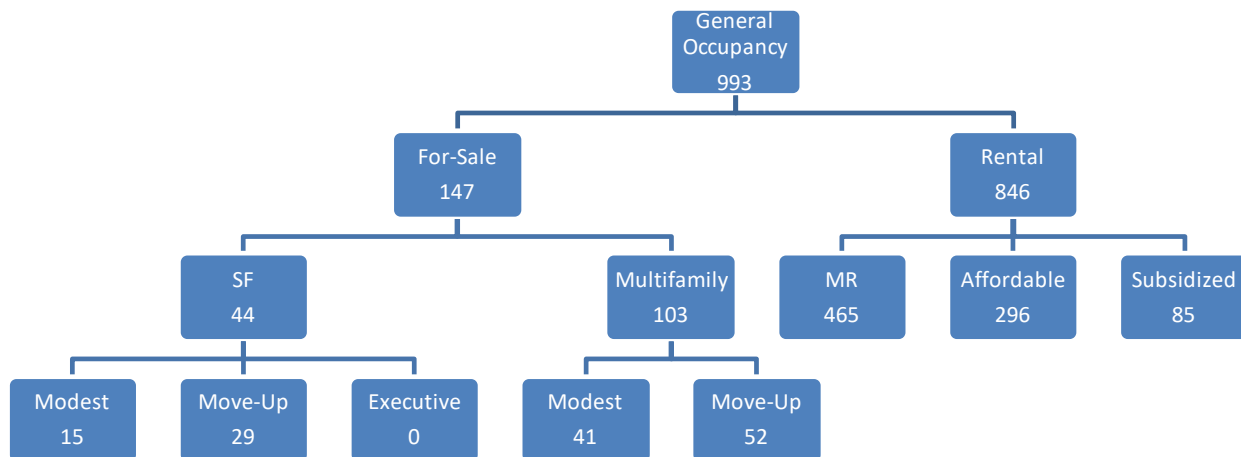 General
Occupancy
993
For-Sale
147
Rental
846
SF
44
Multifamily
103
MR
465
Affordable
296
Subsidized
85
Modest
15
Move-Up
29
Executive
0
Modest
41
Move-Up
52